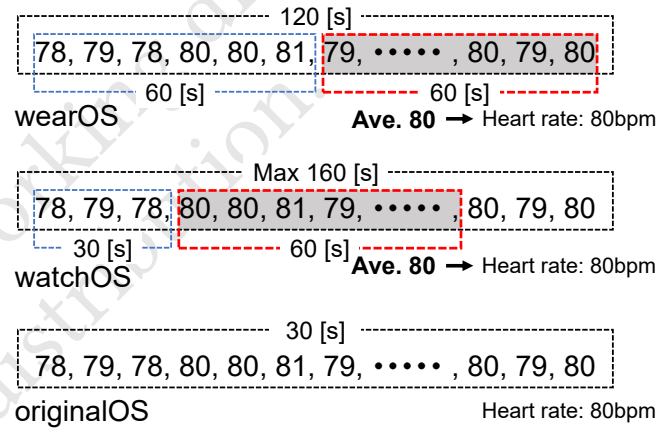 120 [s]
78, 79, 78, 80, 80, 81, 79, ••••• , 80, 79, 80
60 [s] 60 [s]
wearOS Ave. 80 → Heart rate: 80bpm
Max 160 [s]
78, 79, 78, 80, 80, 81, 79, ••••• , 80, 79, 80
30 [s] 60 [s]
watchOS Ave. 80 → Heart rate: 80bpm
30 [s]
78, 79, 78, 80, 80, 81, 79, ••••• , 80, 79, 80
originalOS Heart rate: 80bpm